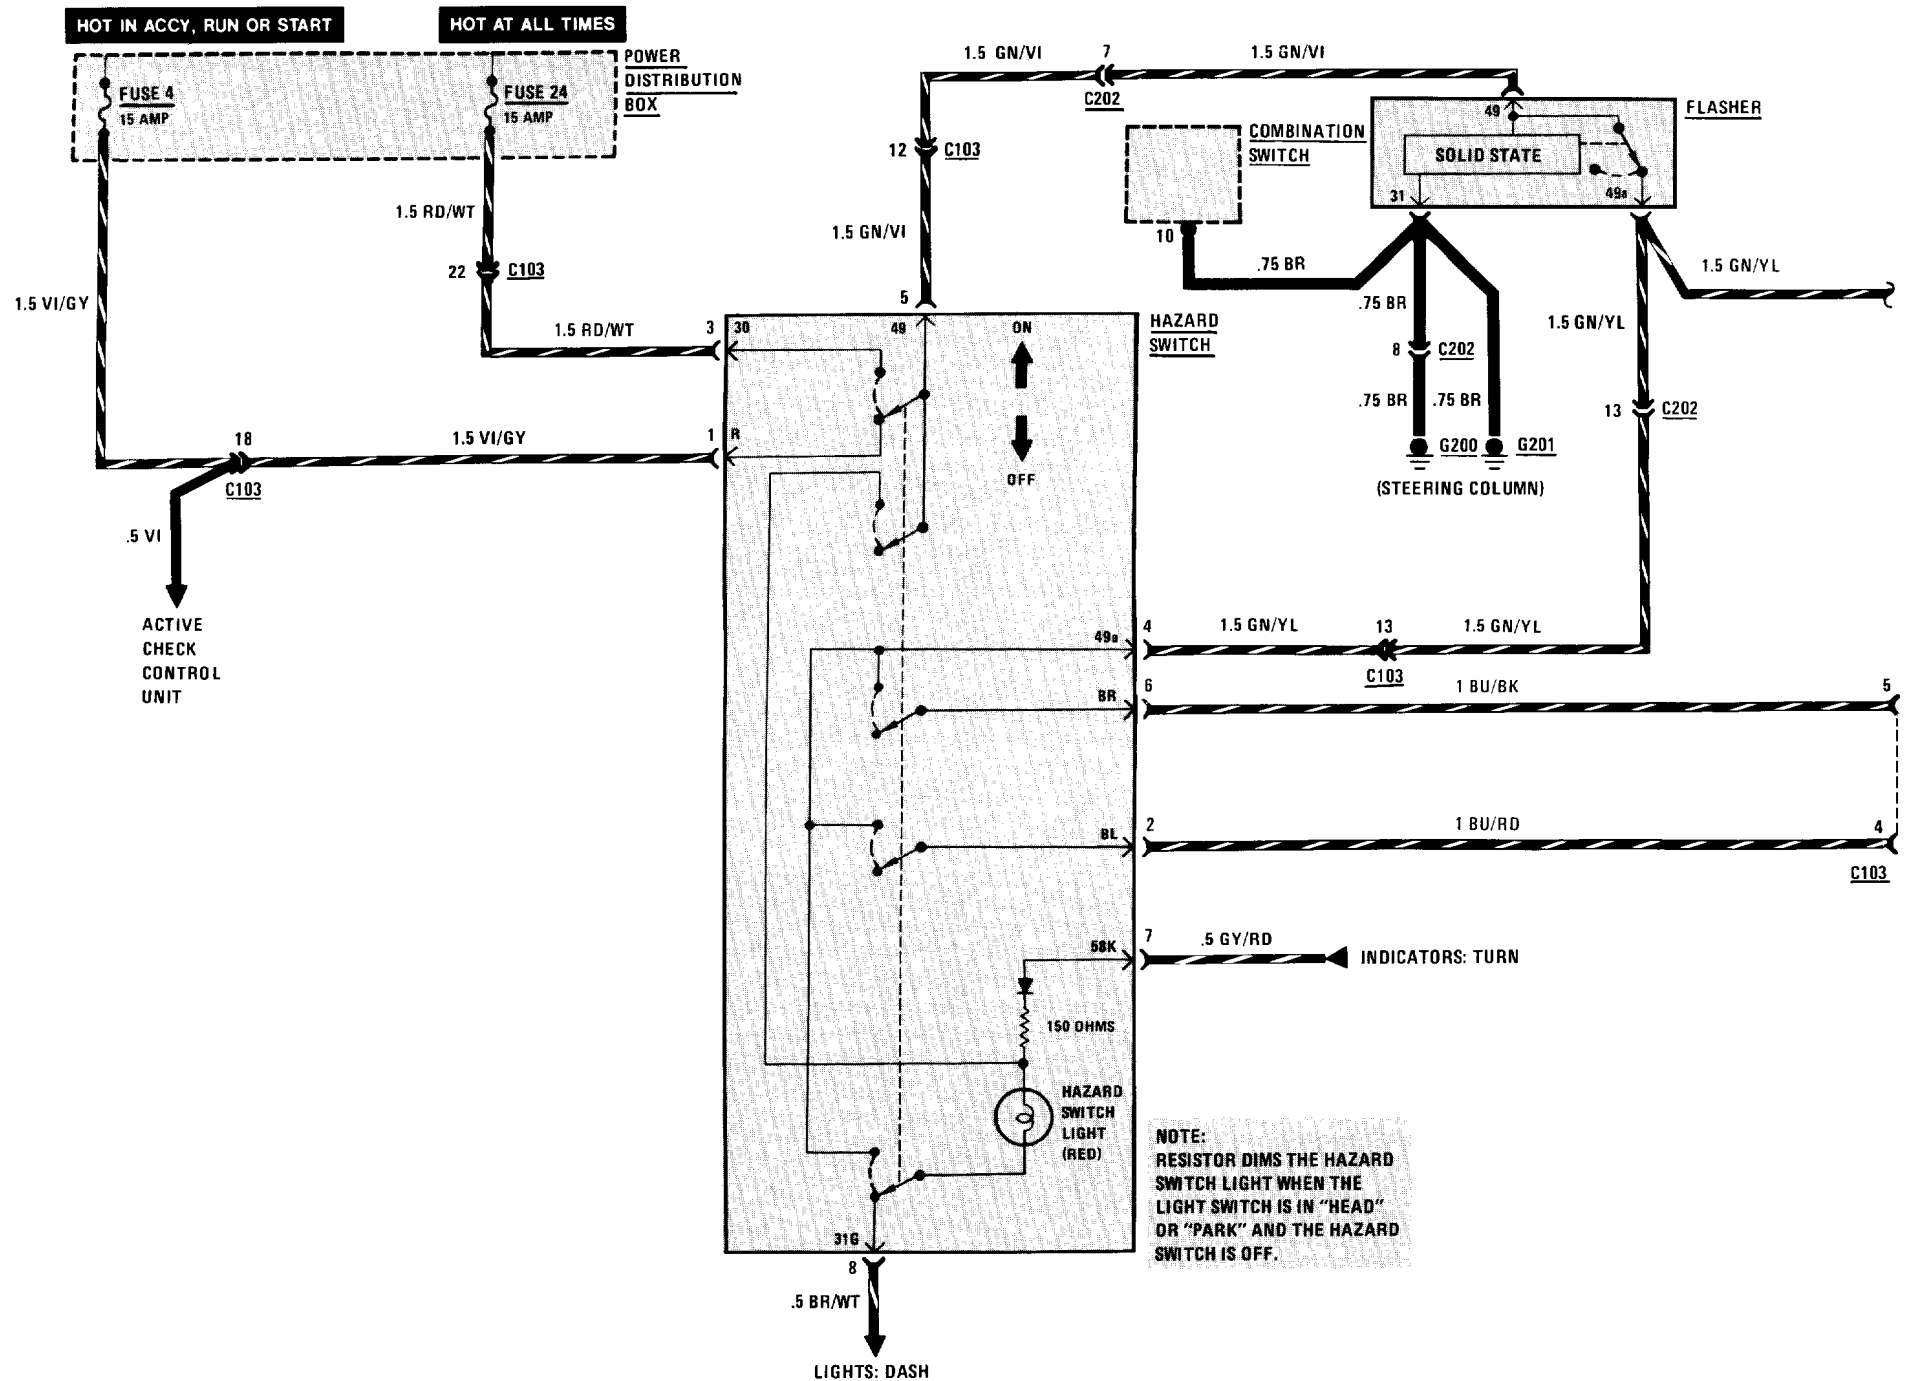 HOT IN ACCY, RUN OR START
HOT AT ALL TIMES
POWER
DISTRIBUTION
BOX
FUSE 4
15 AMP
FUSE 24
15 AMP
1.5 GN/VI
7
1.5 GN/VI
C202
FLASHER
49
SOLID STATE
31
49a
COMBINATION
SWITCH
10
12
C103
1.5 RD/WT
1.5 GN/VI
22
C103
.75 BR
1.5 GN/YL
1.5 VI/GY
5
.75 BR
1.5 GN/YL
1.5 RD/WT
3
30
49
ON
HAZARD
SWITCH
8
C202
.75 BR
.75 BR
13
C202
18
1.5 VI/GY
1
R
G200
G201
C103
OFF
(STEERING COLUMN)
.5 VI
ACTIVE
CHECK
CONTROL
UNIT
49a
4
1.5 GN/YL
13
1.5 GN/YL
C103
BR
6
1 BU/BK
5
BL
2
1 BU/RD
4
C103
58K
7
.5 GY/RD
INDICATORS: TURN
150 OHMS
HAZARD
SWITCH
LIGHT
(RED)
NOTE:
RESISTOR DIMS THE HAZARD
SWITCH LIGHT WHEN THE
LIGHT SWITCH IS IN "HEAD"
OR "PARK" AND THE HAZARD
SWITCH IS OFF.
31G
8
.5 BR/WT
LIGHTS: DASH